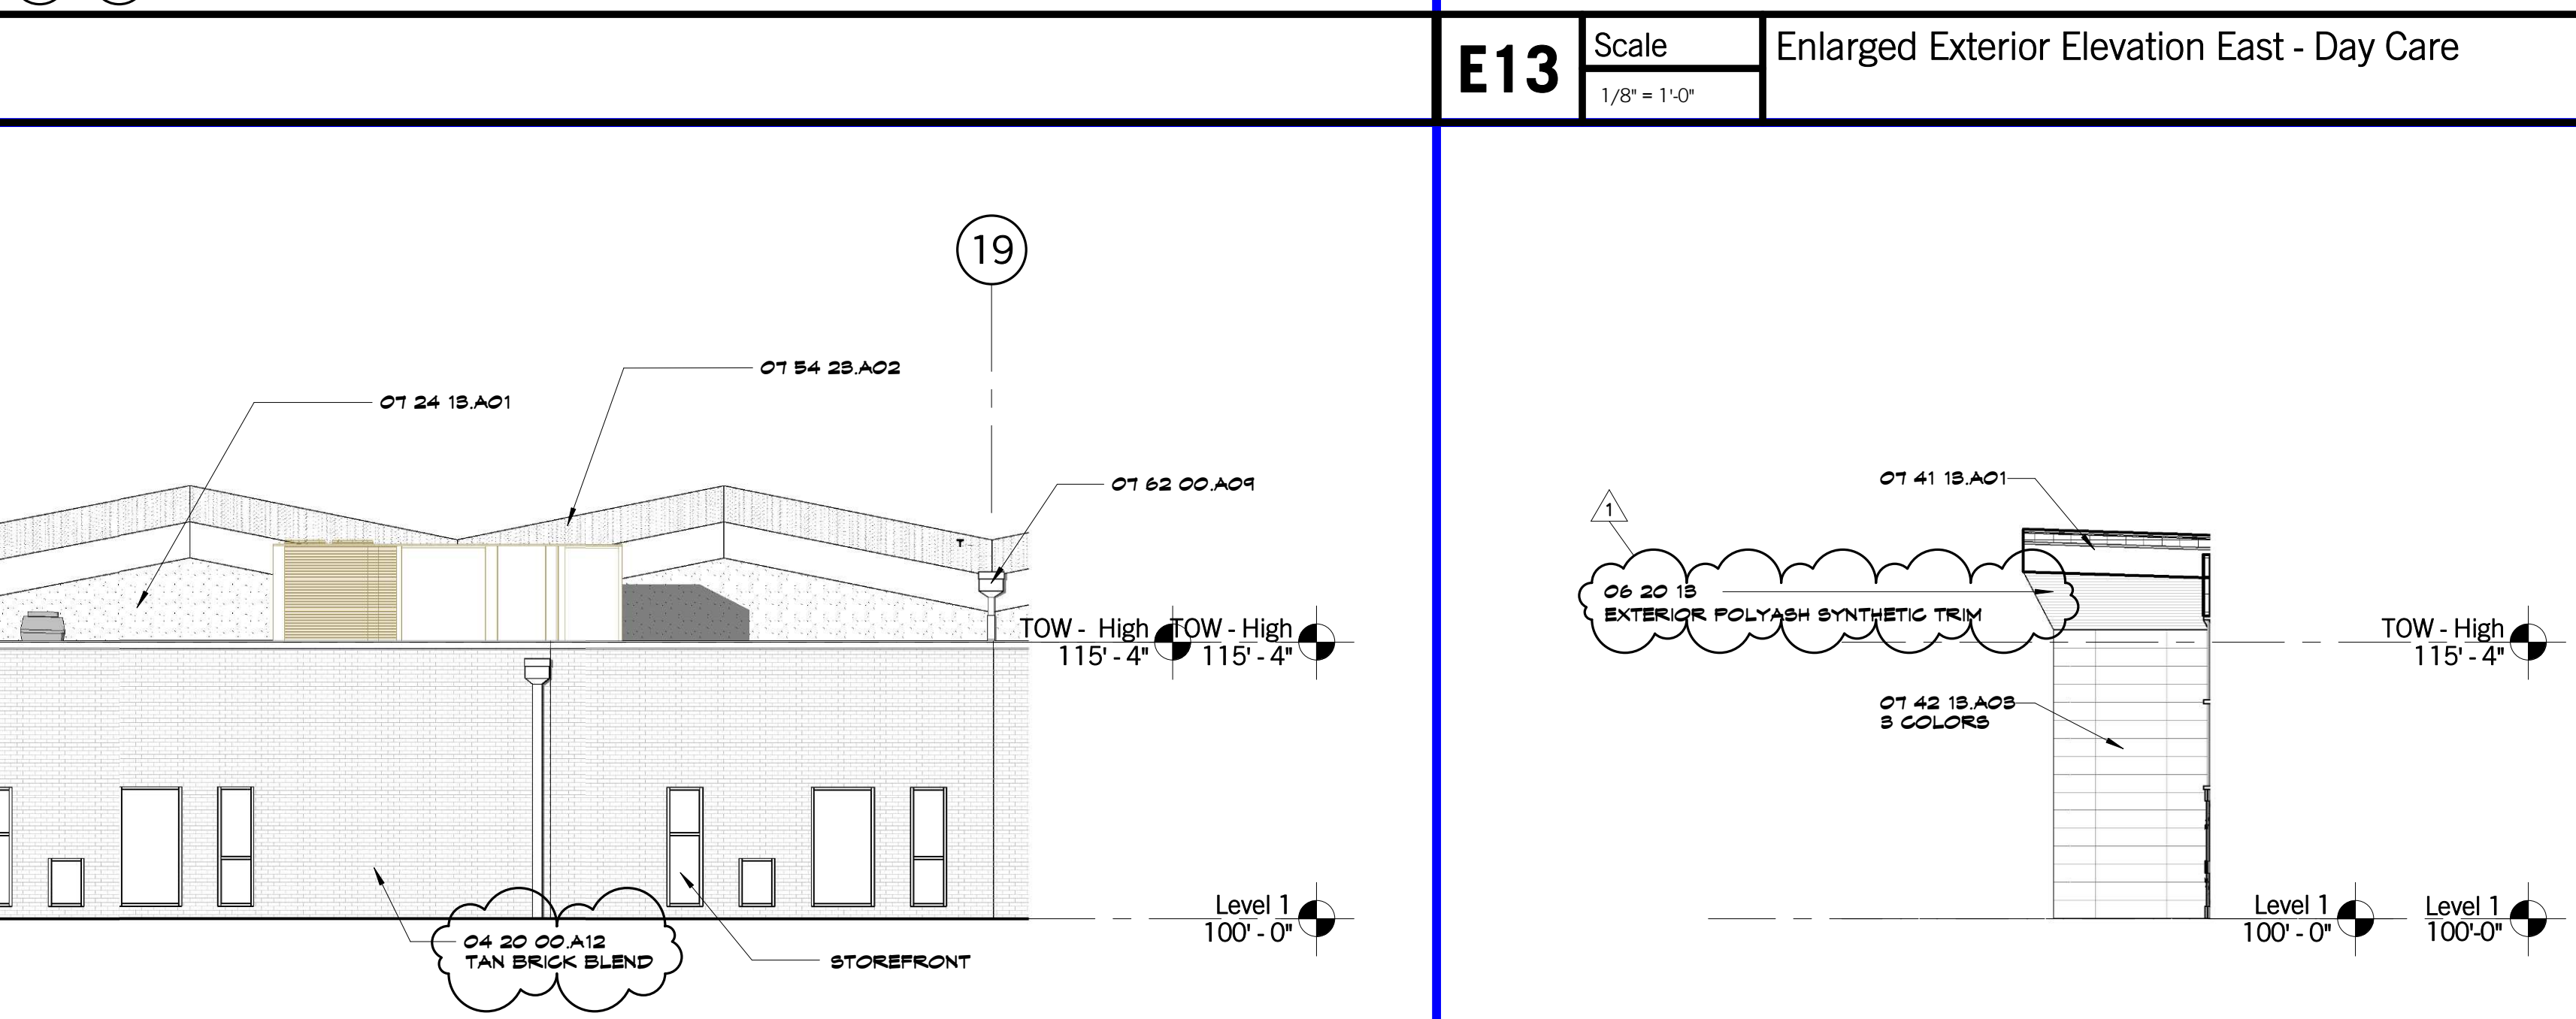 E13
Scale
1/8" = 1'-0"
Enlarged Exterior Elevation East - Day Care
19
07 54 23.A02
07 24 13.A01
07 62 00.A09
T
TOW - High
115' - 4"
TOW - High
115' - 4"
Level 1
100' - 0"
04 20 00.A12
TAN BRICK BLEND
STOREFRONT
07 41 13.A01
1
06 20 13
EXTERIOR POLYASH SYNTHETIC TRIM
TOW - High
115' - 4"
07 42 13.A03
3 COLORS
Level 1
100' - 0"
Level 1
100'-0"